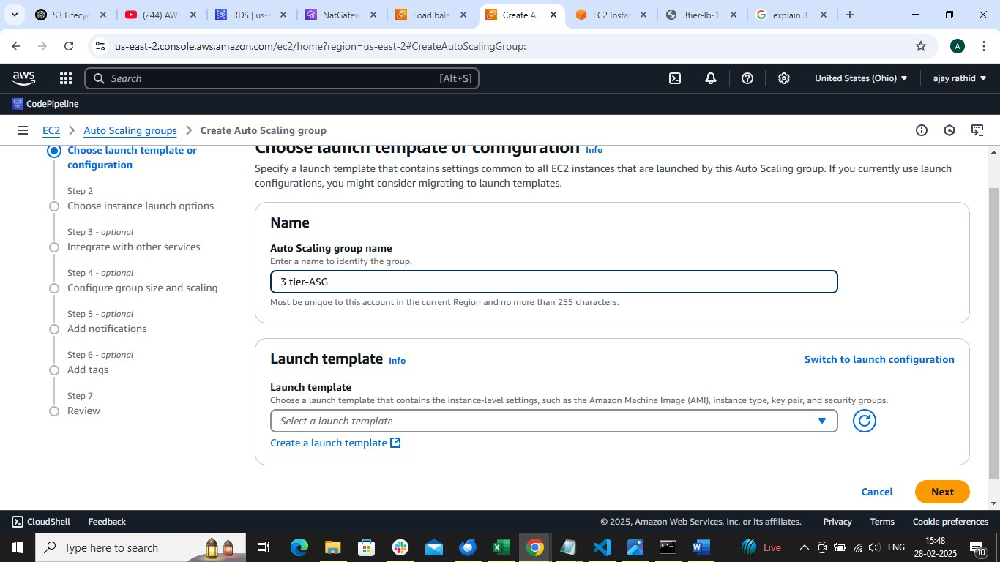 S3 Lifecyc
(244) AWS
RDS | us-e
NatGatew
Load bala
Create Au
EC2 Insta
3tier-lb-1
explain 3
us-east-2.console.aws.amazon.com/ec2/home?region=us-east-2#CreateAutoScalingGroup:
A
aws
Search
[Alt+S]
United States (Ohio)
ajay rathid
CodePipeline
EC2
Auto Scaling groups
Create Auto Scaling group
Choose launch template or
configuration
Step 2
Choose instance launch options
Step 3 - optional
Integrate with other services
Step 4 - optional
Configure group size and scaling
Step 5 - optional
Add notifications
Step 6 - optional
Add tags
Step 7
Review
Choose launch template or configuration Info
Specify a launch template that contains settings common to all EC2 instances that are launched by this Auto Scaling group. If you currently use launch
configurations, you might consider migrating to launch templates.
Name
Auto Scaling group name
Enter a name to identify the group.
3 tier-ASG
Must be unique to this account in the current Region and no more than 255 characters.
Launch template Info
Switch to launch configuration
Launch template
Choose a launch template that contains the instance-level settings, such as the Amazon Machine Image (AMI), instance type, key pair, and security groups.
Select a launch template
Create a launch template
Cancel
Next
CloudShell
Feedback
© 2025, Amazon Web Services, Inc. or its affiliates.
Privacy
Terms
Cookie preferences
Type here to search
Live
ENG
15:48
28-02-2025
10